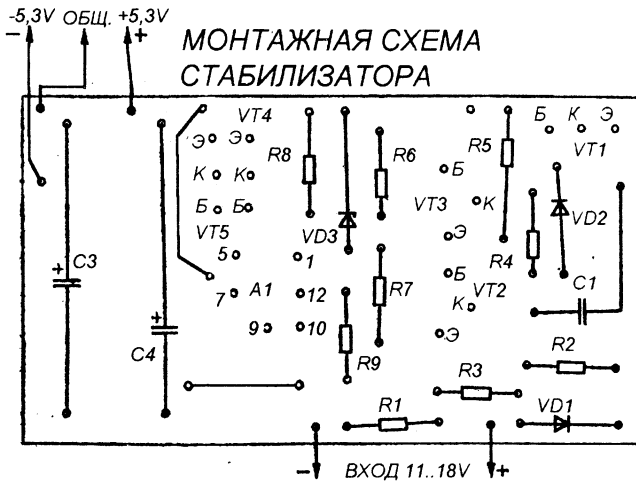 -5,3V ОБЩ. +5,3V
– +
МОНТАЖНАЯ СХЕМА
СТАБИЛИЗАТОРА
VT4
Э Э
К К
Б Б
VT5
R8
R6
R5
Б К Э
VT1
Б
VT3
К
Э
VD3
R4
VD2
C3
+
C4
+
5 1
7 A1 12
9 10
R7
R9
Б
VT2
К
Э
C1
R2
R3
R1
VD1
– ВХОД 11..18V +